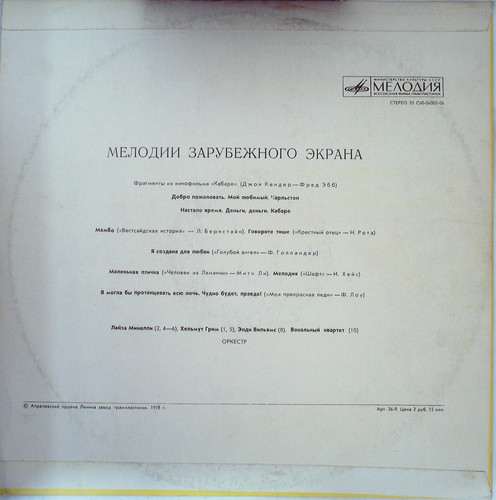 МИНИСТЕРСТВО КУЛЬТУРЫ СССР
МЕЛОДИЯ
ВСЕСОЮЗНАЯ ФИРМА ГРАМПЛАСТИНОК
СТЕРЕО 33 С60-06005-06
МЕЛОДИИ ЗАРУБЕЖНОГО ЭКРАНА
Фрагменты из кинофильма «Кабаре». (Джон Кендер — Фред Эбб)
Добро пожаловать. Мой любимый. Чарльстон
Настало время. Деньги, деньги. Кабаре
Мамбо («Вестсайдская история» — Л. Бернстайн). Говорите тише («Крестный отец» — Н. Рота)
Я создана для любви («Голубой ангел» — Ф. Голландер)
Маленькая птичка («Человек из Ламанчи» — Митч Ли). Мелодия («Шафт» — И. Хейс)
Я могла бы протанцевать всю ночь. Чудно будет, правда! («Моя прекрасная леди» — Ф. Лоу)
Лайза Минелли (2, 4—6), Хельмут Грим (1, 5), Энди Вильямс (8). Вокальный квартет (10)
ОРКЕСТР
© Апрелевский ордена Ленина завод грампластинок. 1978 г.
Арт. 36-9. Цена 2 руб. 15 коп.